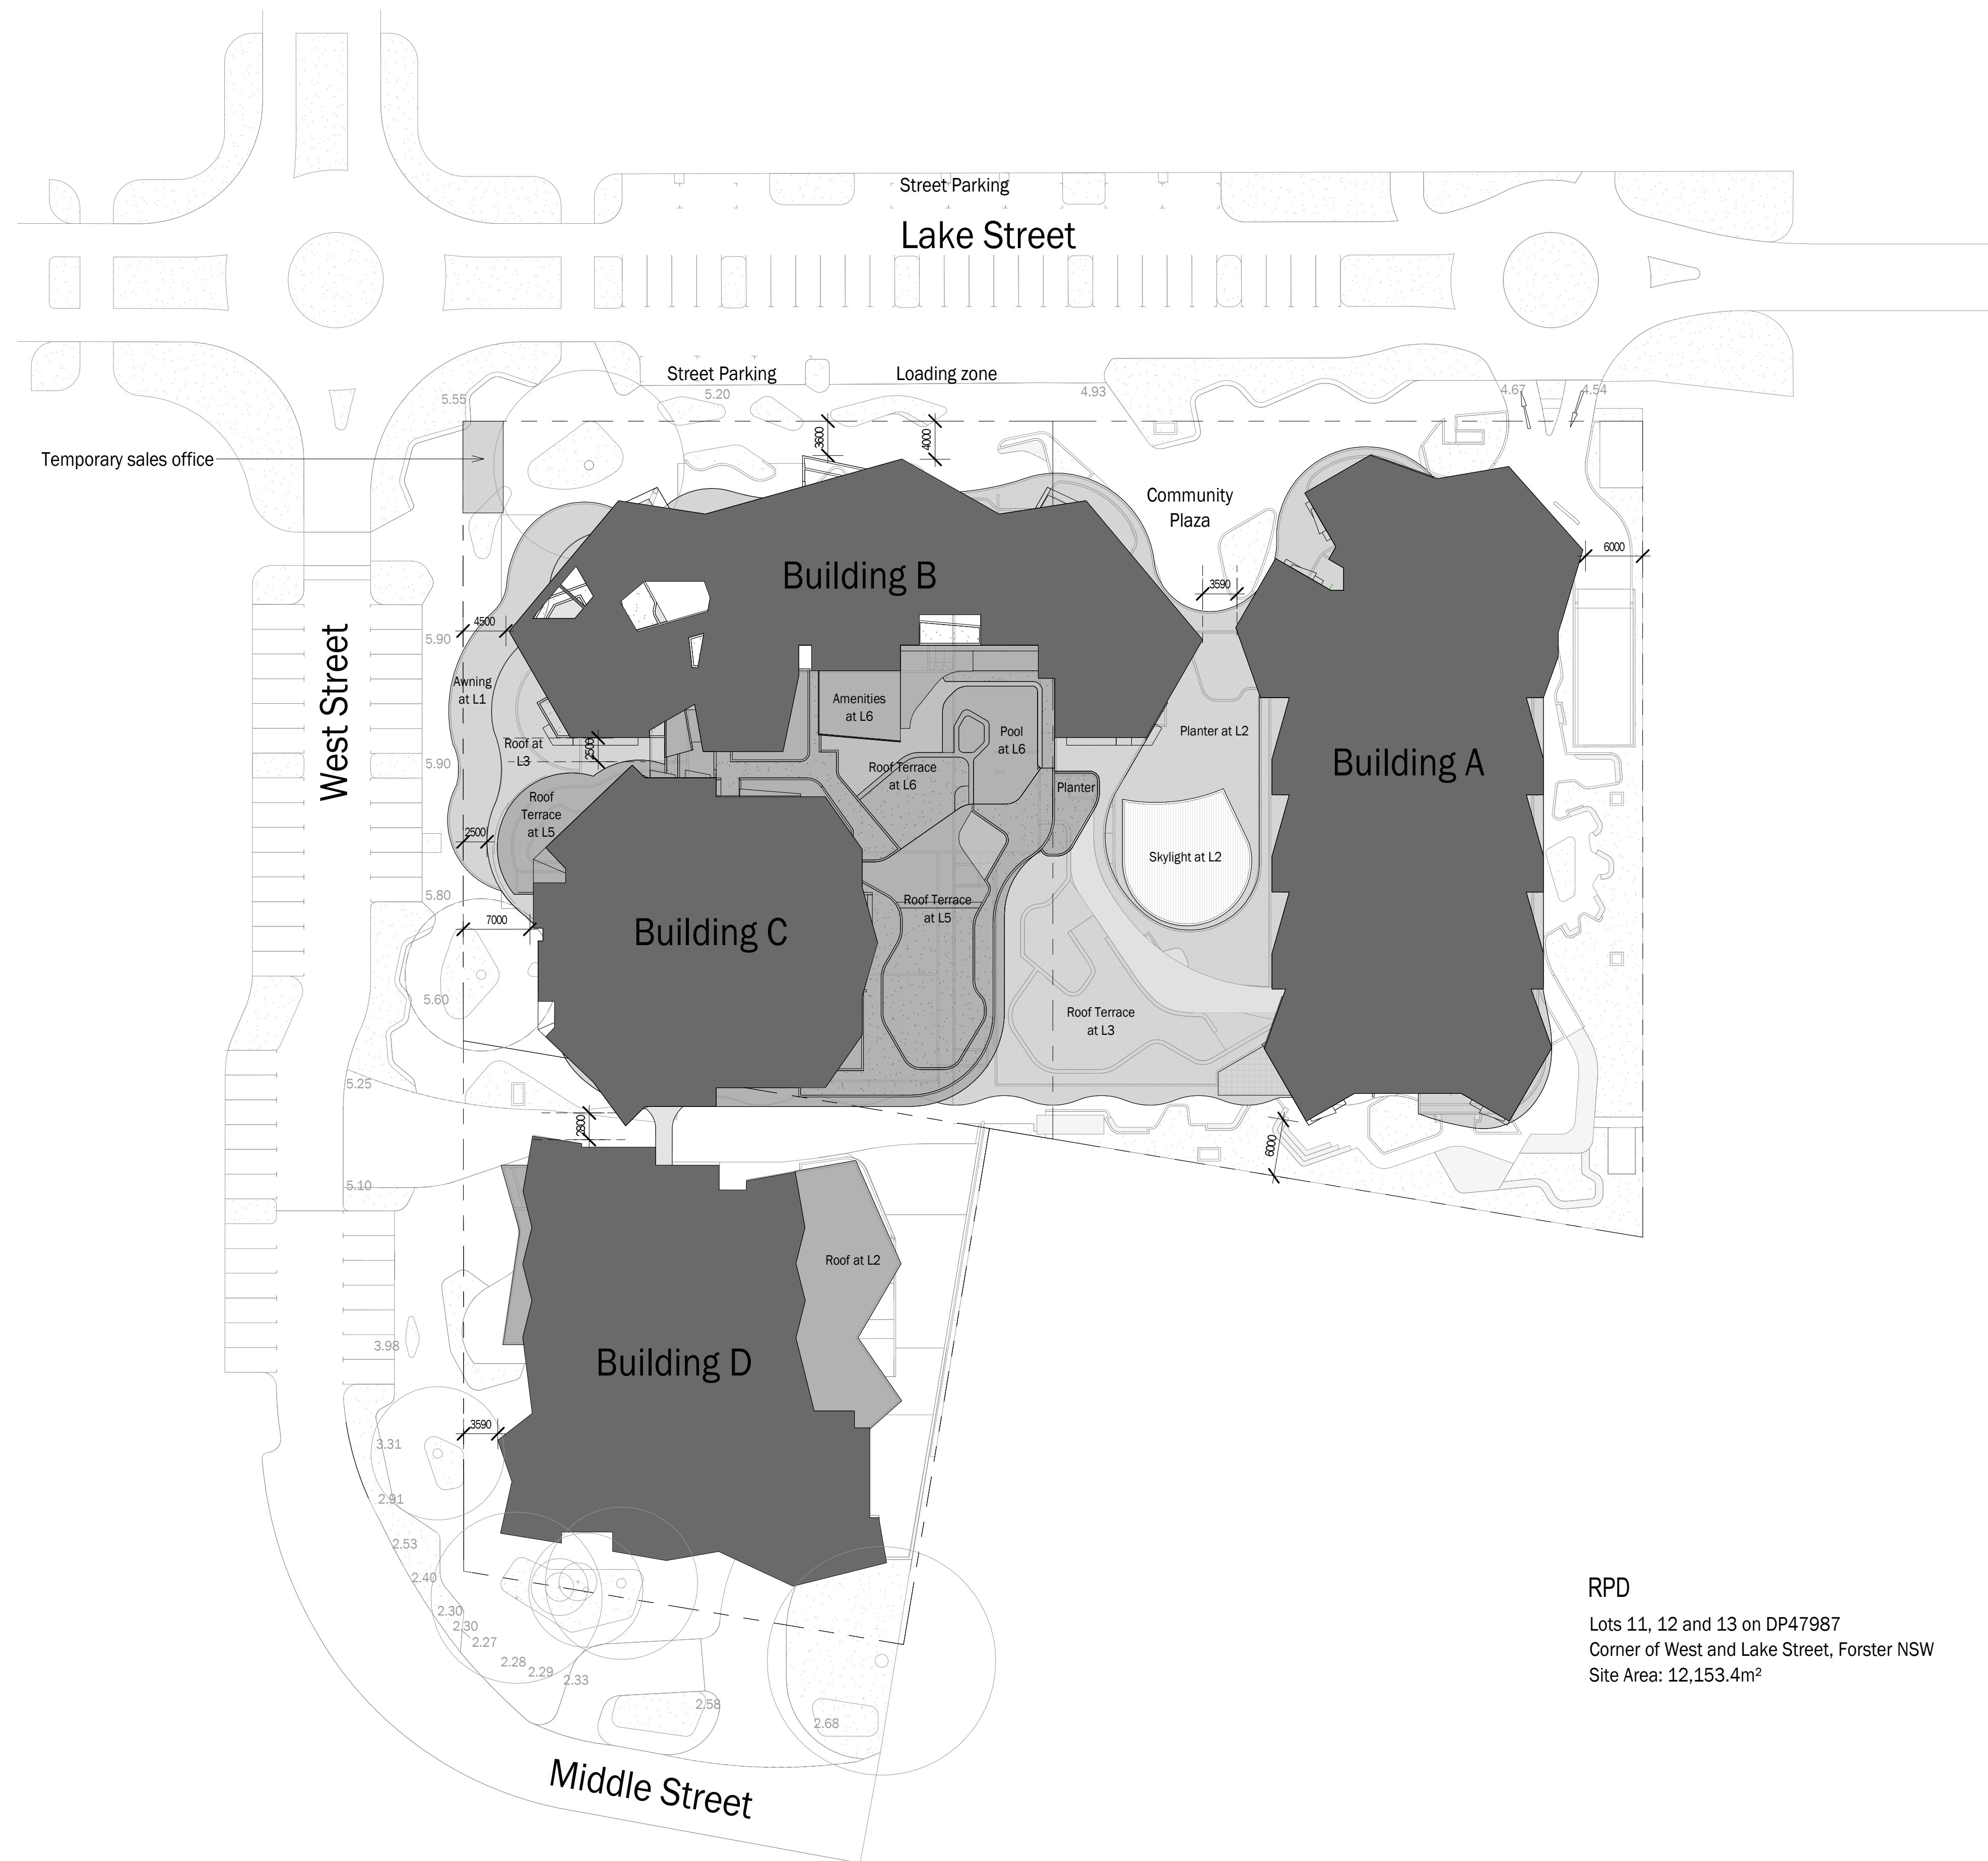 Street Parking
Lake Street
Street Parking
Loading zone
5.20
4.93
4.67
4.54
5.55
3600
4000
Temporary sales office
Community
Plaza
6000
Building B
3590
4500
5.90
West Street
Awning
at L1
Amenities
at L6
Pool
at L6
Planter at L2
Roof at
L3
2500
5.90
Building A
Roof Terrace
at L6
Planter
Roof
Terrace
at L5
2500
Skylight at L2
5.80
Roof Terrace
at L5
7000
Building C
5.60
Roof Terrace
at L3
5.25
2800
6000
5.10
Roof at L2
3.98
Building D
3590
3.31
2.91
2.53
2.40
2.30
2.30
2.27
2.28
2.29
2.33
2.58
2.68
Middle Street
RPD
Lots 11, 12 and 13 on DP47987
Corner of West and Lake Street, Forster NSW
Site Area: 12,153.4m²